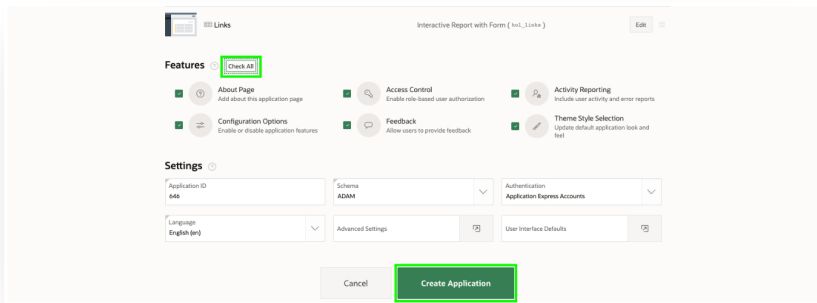 Links
Interactive Report with Form ( hol_links )
Edit
Features
Check All
About Page
Add about this application page
Access Control
Enable role-based user authorization
Activity Reporting
Include user activity and error reports
Configuration Options
Enable or disable application features
Feedback
Allow users to provide feedback
Theme Style Selection
Update default application look and
feel
Settings
Application ID
646
Schema
ADAM
Authentication
Application Express Accounts
Language
English (en)
Advanced Settings
User Interface Defaults
Cancel
Create Application